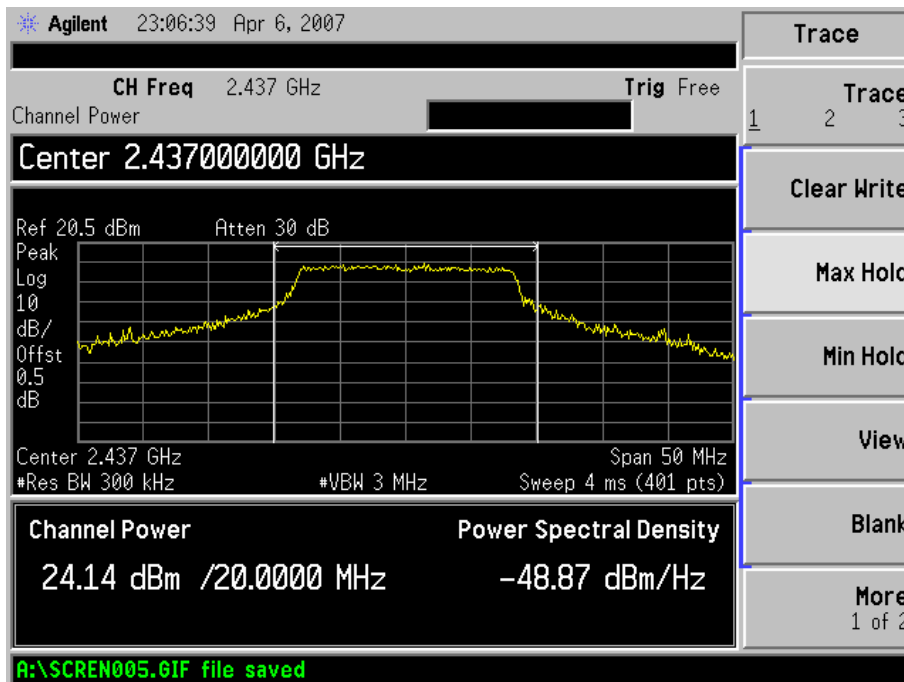 Agilent 23:06:39 Apr 6, 2007
CH Freq 2.437 GHz Trig Free
Channel Power
Center 2.437000000 GHz
Ref 20.5 dBm Atten 30 dB
Peak
Log
10
dB/
Offst
0.5
dB
Center 2.437 GHz Span 50 MHz
#Res BW 300 kHz #VBW 3 MHz Sweep 4 ms (401 pts)
Channel Power Power Spectral Density
24.14 dBm /20.0000 MHz -48.87 dBm/Hz
A:\SCREN005.GIF file saved
Trace
Trace
1 2 3
Clear Write
Max Hold
Min Hold
View
Blank
More
1 of 2